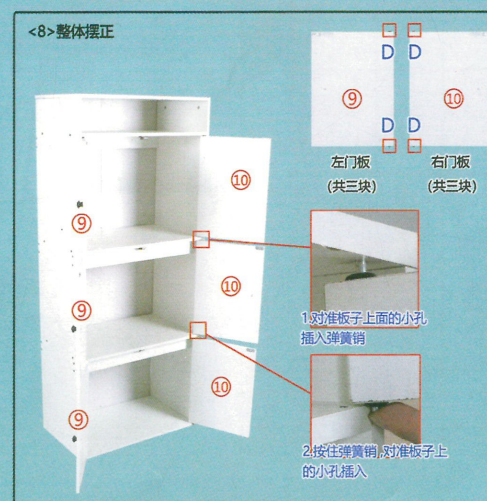 <8>整体摆正
D D
⑨ ⑩
D D
左门板 右门板
(共三块) (共三块)
⑩
⑨
⑩
⑨
⑩
⑨
1.对准板子上面的小孔
插入弹簧销
2.按住弹簧销,对准板子上
的小孔插入